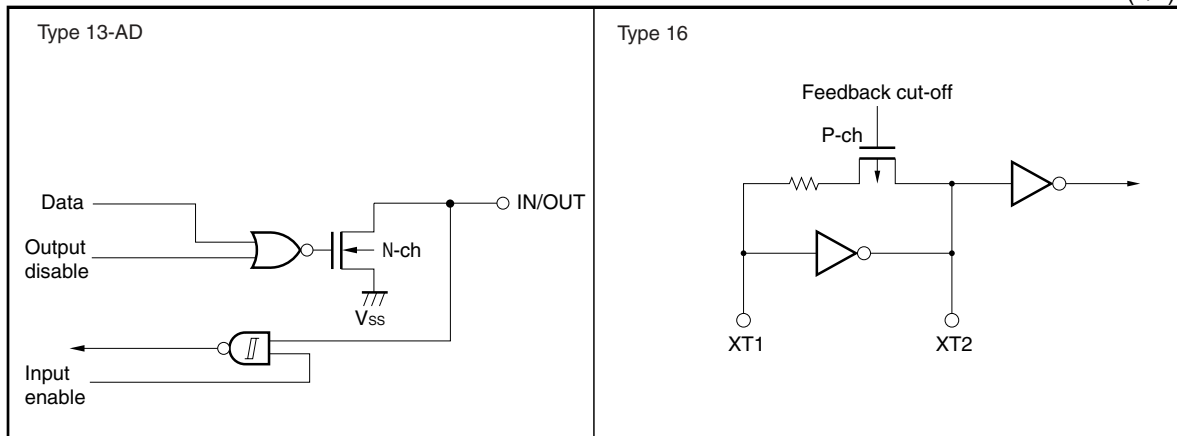 Type 13-AD
Data
Output
disable
N-ch
IN/OUT
Vss
Input
enable
Type 16
Feedback cut-off
P-ch
XT1
XT2